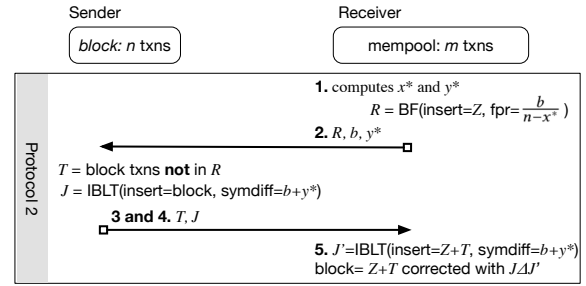 Sender
Receiver
block: n txns
mempool: m txns
Protocol 2
1. computes x* and y*
R = BF(insert=Z, fpr= b/(n−x*) )
2. R, b, y*
T = block txns not in R
J = IBLT(insert=block, symdiff=b+y*)
3 and 4. T, J
5. J'=IBLT(insert=Z+T, symdiff=b+y*)
block= Z+T corrected with JΔJ'